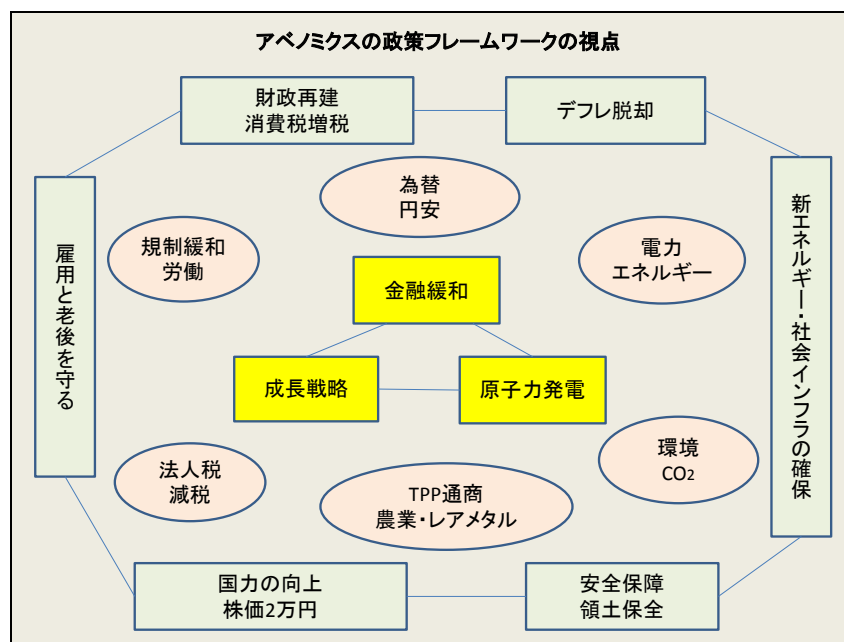 アベノミクスの政策フレームワークの視点
財政再建
消費税増税
デフレ脱却
為替
円安
規制緩和
労働
電力
エネルギー
雇用と老後を守る
新エネルギー・社会インフラの確保
金融緩和
成長戦略
原子力発電
法人税
減税
環境
CO2
TPP通商
農業・レアメタル
国力の向上
株価2万円
安全保障
領土保全